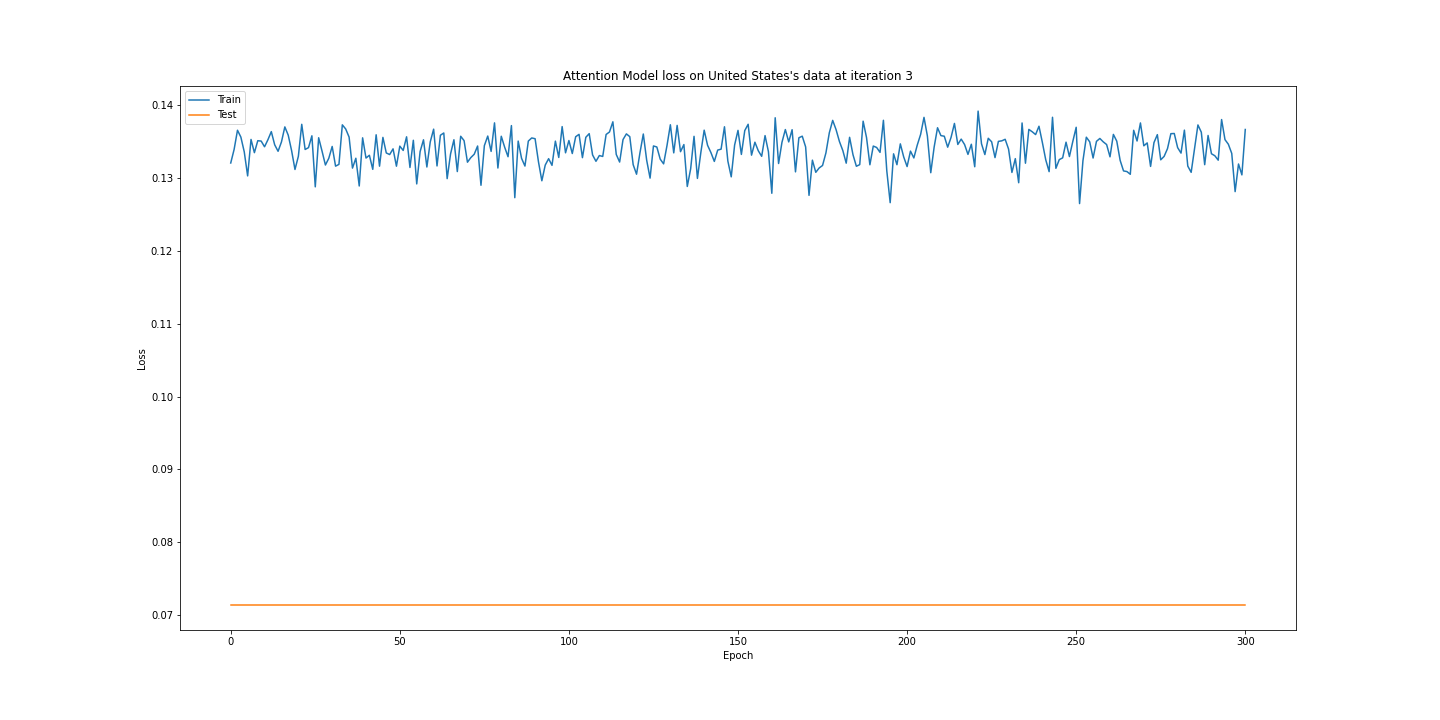 Attention Model loss on United States's data at iteration 3
Train
Test
0.14
0.13
0.12
0.11
0.10
0.09
0.08
0.07
Loss
0 50 100 150 200 250 300
Epoch